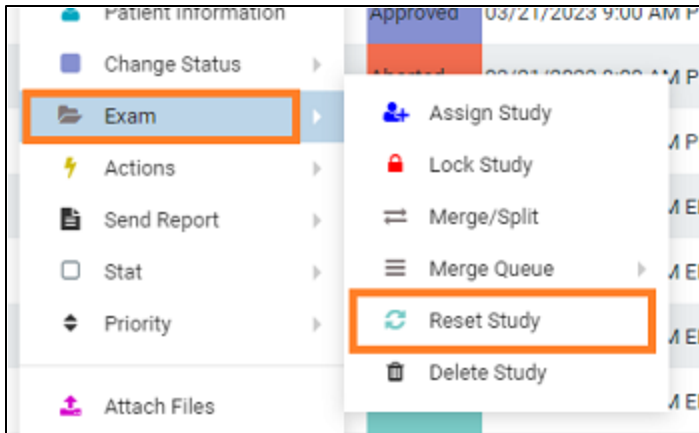 Patient Information
Approved 03/21/2023 9:00 AM P
Change Status
Exam
Actions
Send Report
Stat
Priority
Attach Files
Assign Study
Lock Study
Merge/Split
Merge Queue
Reset Study
Delete Study